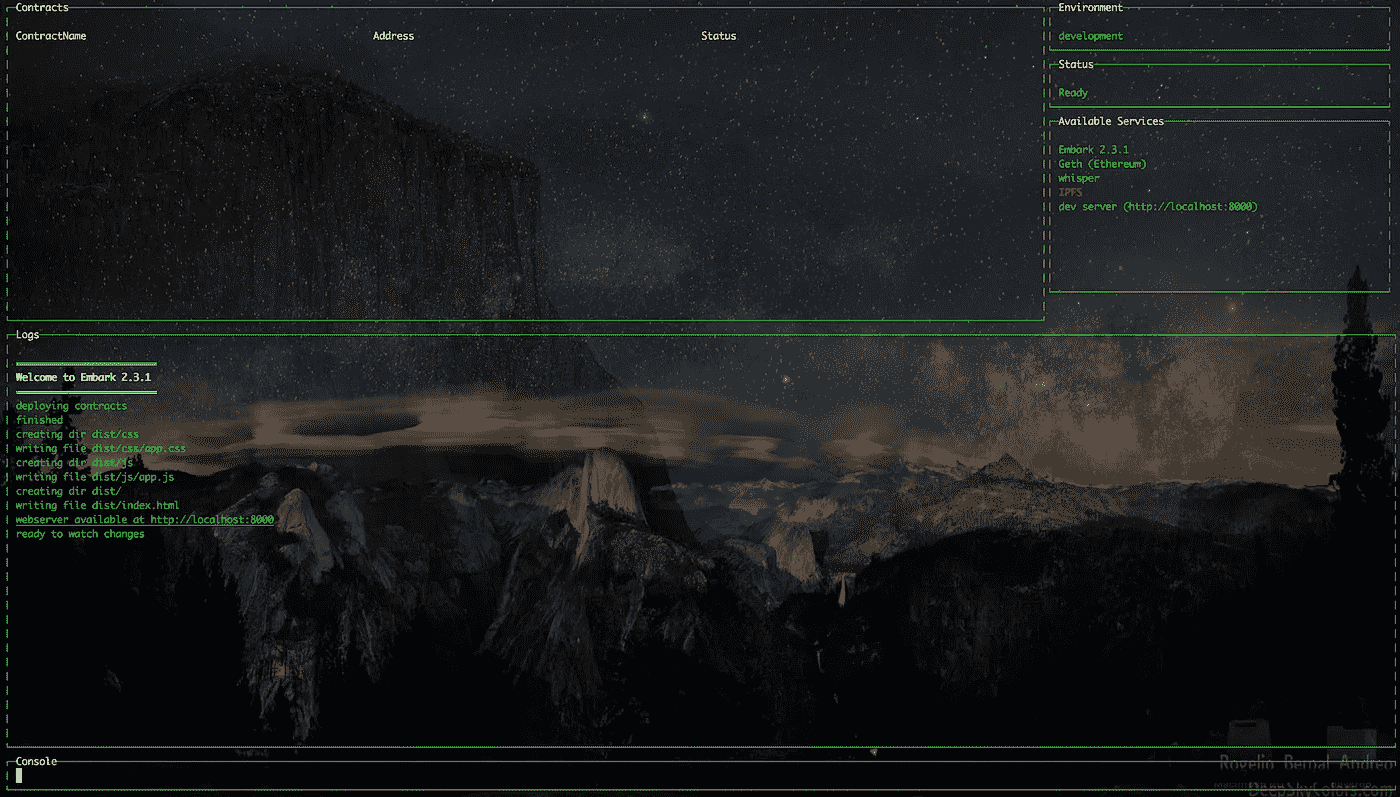 Contracts
ContractName Address Status
Environment
development
Status
Ready
Available Services
Embark 2.3.1
Geth (Ethereum)
whisper
IPFS
dev server (http://localhost:8000)
Logs
Welcome to Embark 2.3.1
deploying contracts
finished
creating dir dist/css
writing file dist/css/app.css
creating dir dist/js
writing file dist/js/app.js
creating dir dist/
writing file dist/index.html
webserver available at http://localhost:8000
ready to watch changes
Console
Rogelio Bernal Andreo
DeepSkyColors.com